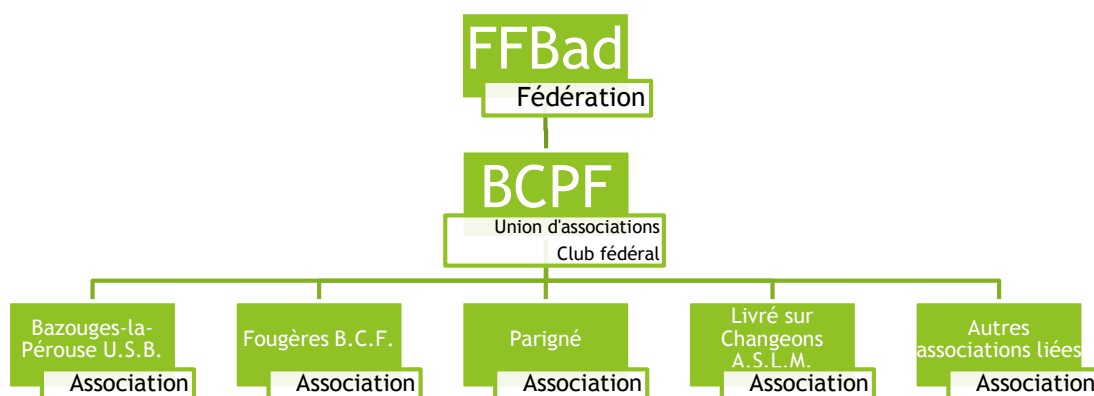 FFBad
Fédération
BCPF
Union d'associations
Club fédéral
Bazouges-la-
Pérouse U.S.B.
Association
Fougères B.C.F.
Association
Parigné
Association
Livré sur
Changeons
A.S.L.M.
Association
Autres
associations liées
Association